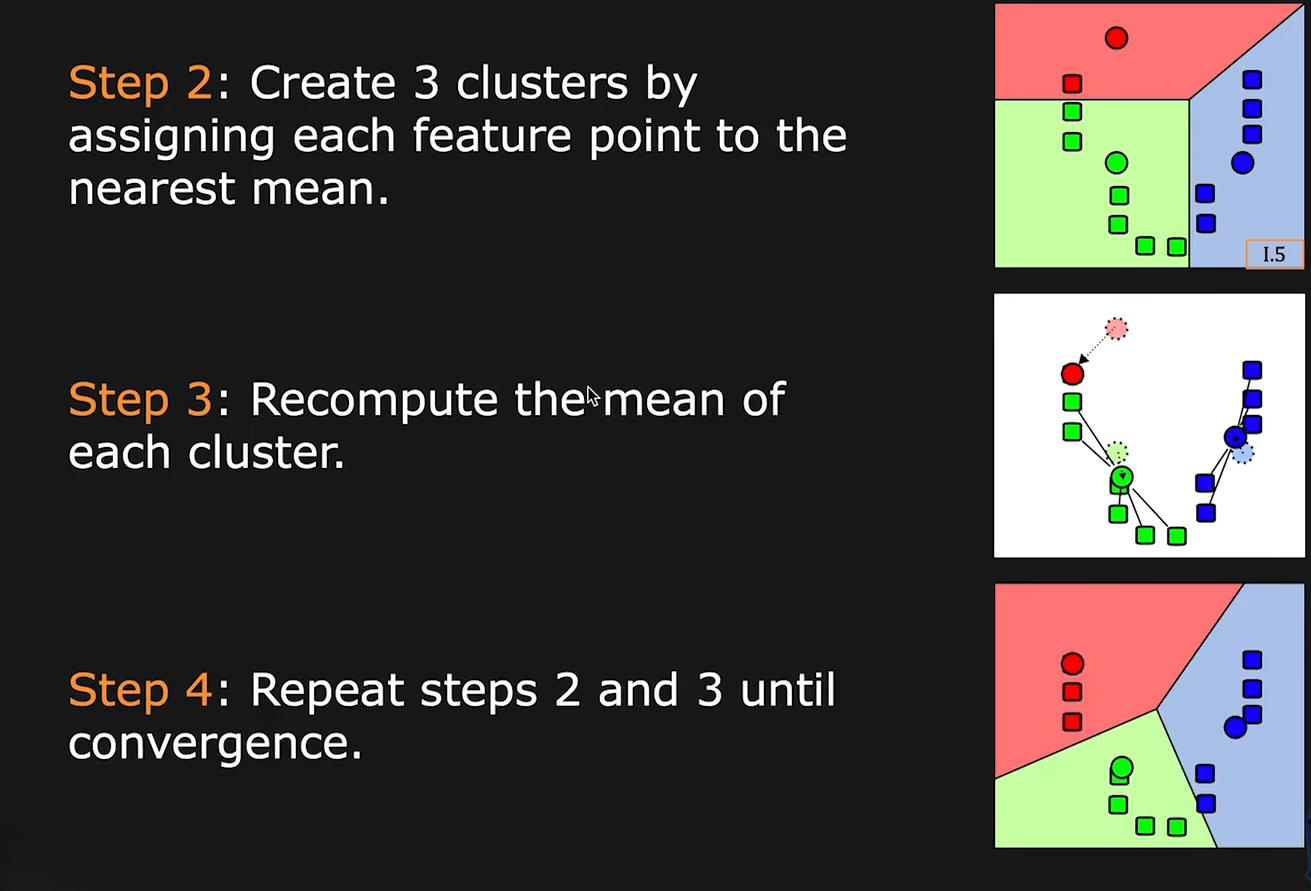 Step 2: Create 3 clusters by
assigning each feature point to the
nearest mean.
I.5
Step 3: Recompute the mean of
each cluster.
Step 4: Repeat steps 2 and 3 until
convergence.